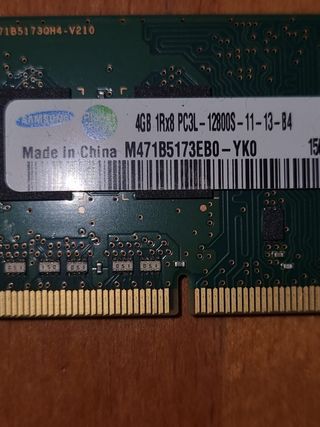 71B5173QH4-V210
SAMSUNG
4GB 1Rx8 PC3L-12800S-11-13-B4
Made in China M471B5173EB0-YK0